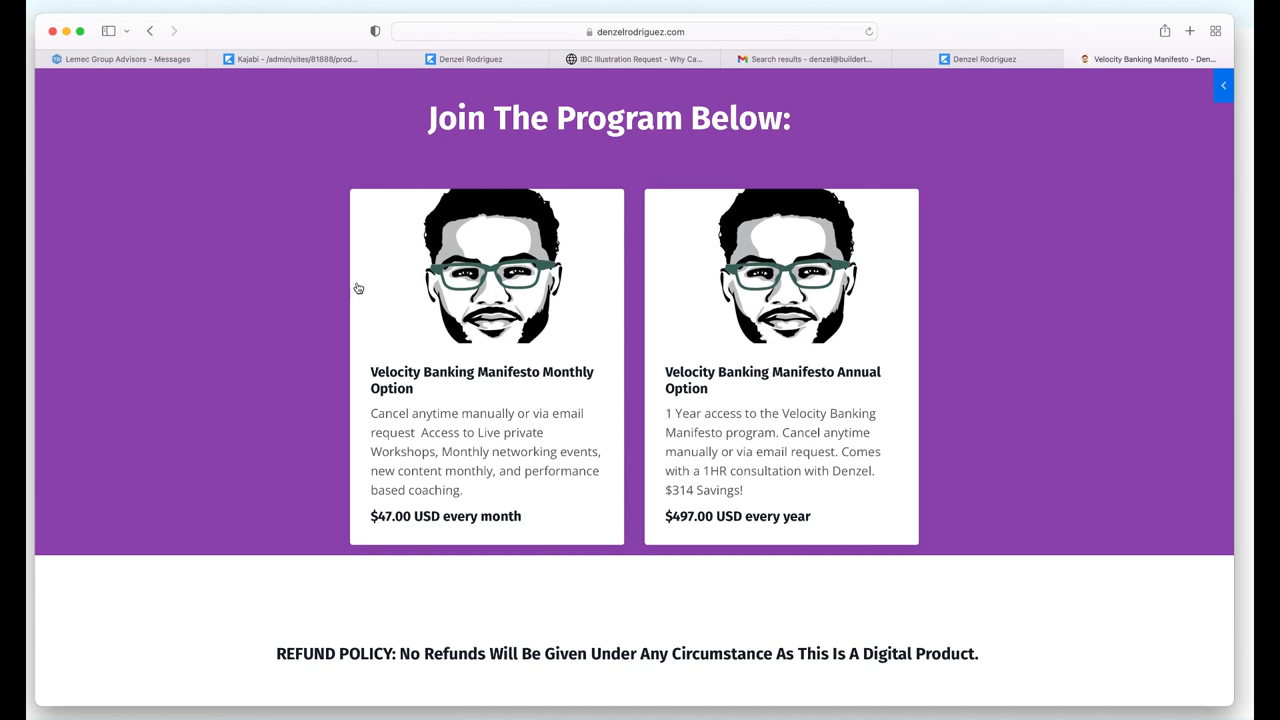 denzelrodriguez.com
Lemec Group Advisors - Messages
Kajabi - /admin/sites/81888/prod...
Denzel Rodriguez
IBC Illustration Request - Why Ca...
Search results - denzel@buildert...
Denzel Rodriguez
Velocity Banking Manifesto - Den...
Join The Program Below:
Velocity Banking Manifesto Monthly
Option
Cancel anytime manually or via email
request  Access to Live private
Workshops, Monthly networking events,
new content monthly, and performance
based coaching.
$47.00 USD every month
Velocity Banking Manifesto Annual
Option
1 Year access to the Velocity Banking
Manifesto program. Cancel anytime
manually or via email request. Comes
with a 1HR consultation with Denzel.
$314 Savings!
$497.00 USD every year
REFUND POLICY: No Refunds Will Be Given Under Any Circumstance As This Is A Digital Product.